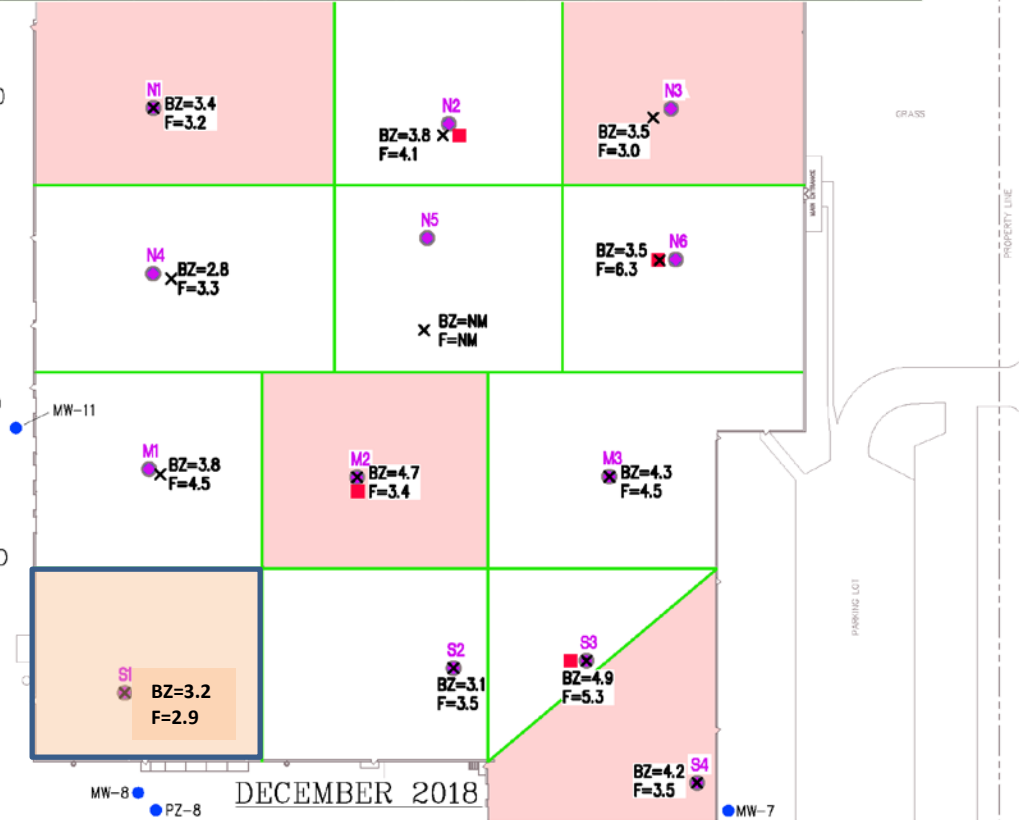 N1
BZ=3.4
F=3.2
N2
BZ=3.8
F=4.1
N3
BZ=3.5
F=3.0
GRASS
MAIN ENTRANCE
PROPERTY LINE
N4
BZ=2.8
F=3.3
N5
BZ=NM
F=NM
N6
BZ=3.5
F=6.3
MW-11
M1
BZ=3.8
F=4.5
M2
BZ=4.7
F=3.4
M3
BZ=4.3
F=4.5
PARKING LOT
S1
BZ=3.2
F=2.9
S2
BZ=3.1
F=3.5
S3
BZ=4.9
F=5.3
S4
BZ=4.2
F=3.5
MW-8
PZ-8
DECEMBER 2018
MW-7